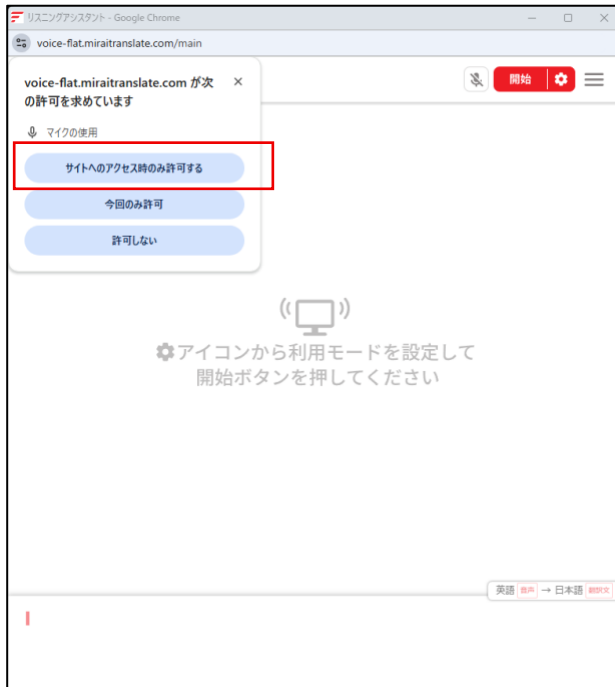 リスニングアシスタント - Google Chrome
voice-flat.miraitranslate.com/main
voice-flat.miraitranslate.com が次
の許可を求めています
マイクの使用
サイトへのアクセス時のみ許可する
今回のみ許可
許可しない
開始
アイコンから利用モードを設定して
開始ボタンを押してください
英語 音声 → 日本語 翻訳文